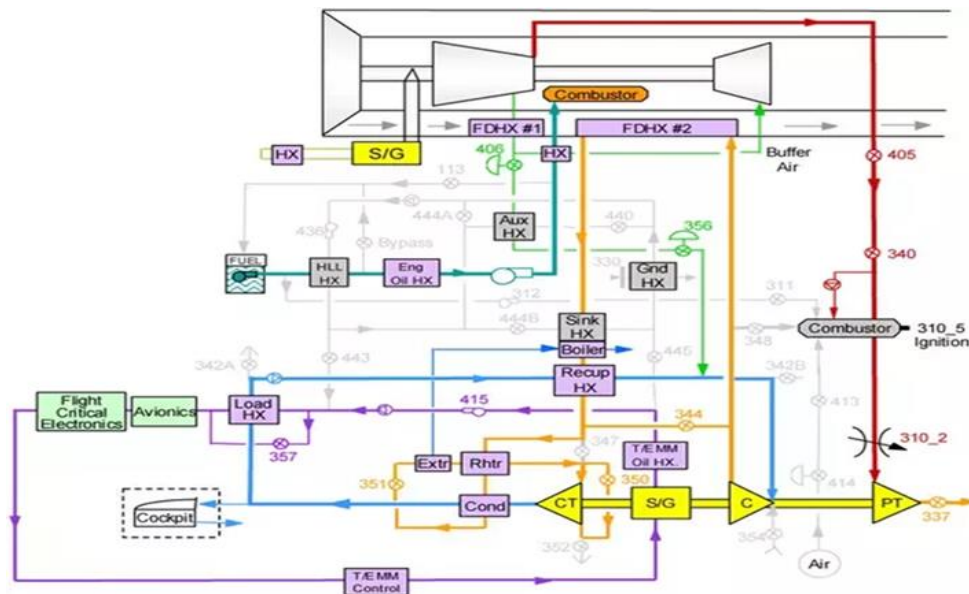 Combustor
FDHX #1
FDHX #2
HX
S/G
406
HX
Buffer
Air
405
113
444A
436
Bypass
Aux
HX
440
356
340
FUEL
HLL
HX
Eng
Oil HX
330
Gnd
HX
312
311
444B
Sink
HX
Boiler
348
Combustor
310_5
Ignition
342A
443
445
342B
Recup
HX
Flight
Critical
Electronics
Avionics
Load
HX
415
344
413
310_2
357
347
T/EMM
Oil HX.
351
Extr
Rhtr
350
414
Cockpit
Cond
CT
S/G
C
PT
337
352
354
Air
T/EMM
Control